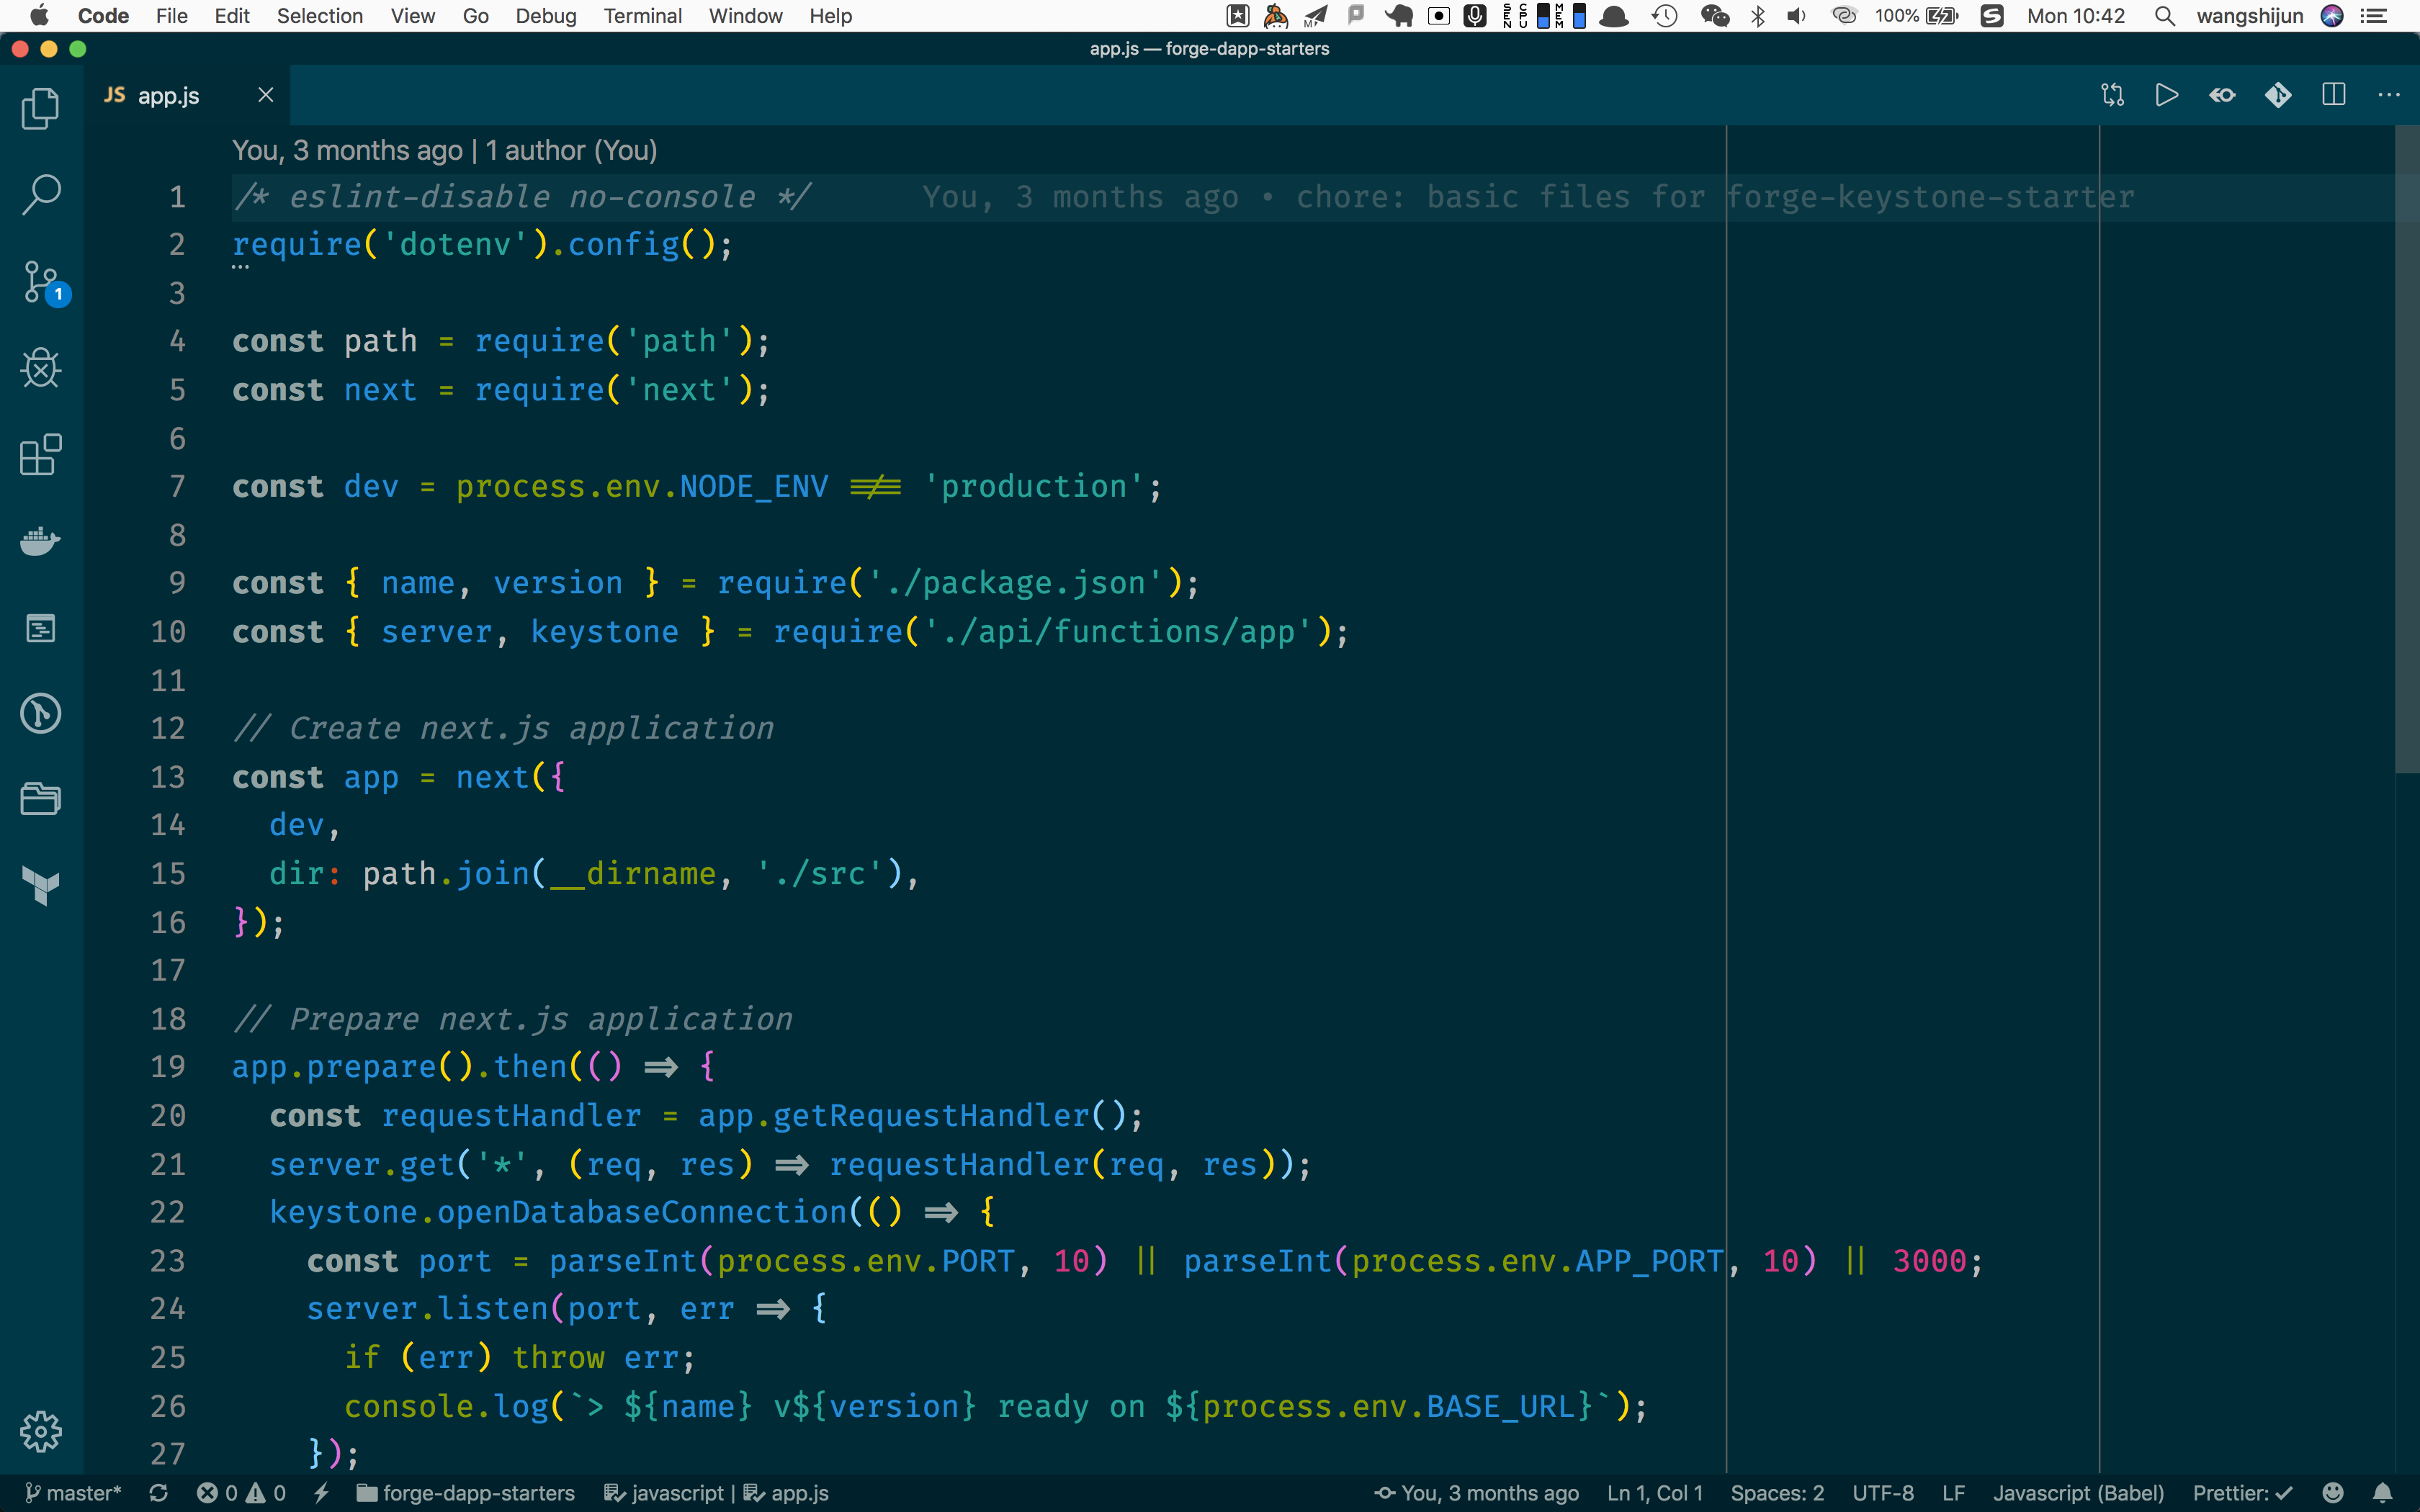 Code File Edit Selection View Go Debug Terminal Window Help SEN CPU MEM 100% Mon 10:42 wangshijun
app.js — forge-dapp-starters
JS app.js
You, 3 months ago | 1 author (You)
1 /* eslint-disable no-console */ You, 3 months ago • chore: basic files for forge-keystone-starter
2 require('dotenv').config();
3
4 const path = require('path');
5 const next = require('next');
6
7 const dev = process.env.NODE_ENV !== 'production';
8
9 const { name, version } = require('./package.json');
10 const { server, keystone } = require('./api/functions/app');
11
12 // Create next.js application
13 const app = next({
14 dev,
15 dir: path.join(__dirname, './src'),
16 });
17
18 // Prepare next.js application
19 app.prepare().then(() => {
20 const requestHandler = app.getRequestHandler();
21 server.get('*', (req, res) => requestHandler(req, res));
22 keystone.openDatabaseConnection(() => {
23 const port = parseInt(process.env.PORT, 10) || parseInt(process.env.APP_PORT, 10) || 3000;
24 server.listen(port, err => {
25 if (err) throw err;
26 console.log(`> ${name} v${version} ready on ${process.env.BASE_URL}`);
27 });
1
master* 0 0 forge-dapp-starters javascript | app.js You, 3 months ago Ln 1, Col 1 Spaces: 2 UTF-8 LF Javascript (Babel) Prettier: ✓